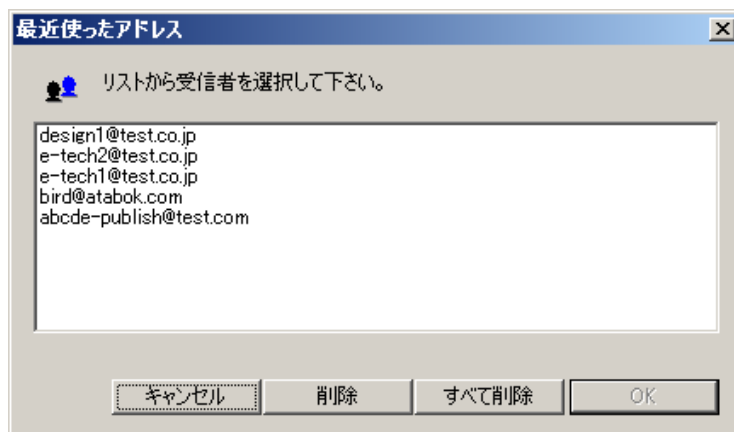 最近使ったアドレス
リストから受信者を選択して下さい。
design1@test.co.jp
e-tech2@test.co.jp
e-tech1@test.co.jp
bird@atabok.com
abcde-publish@test.com
キャンセル 削除 すべて削除 OK